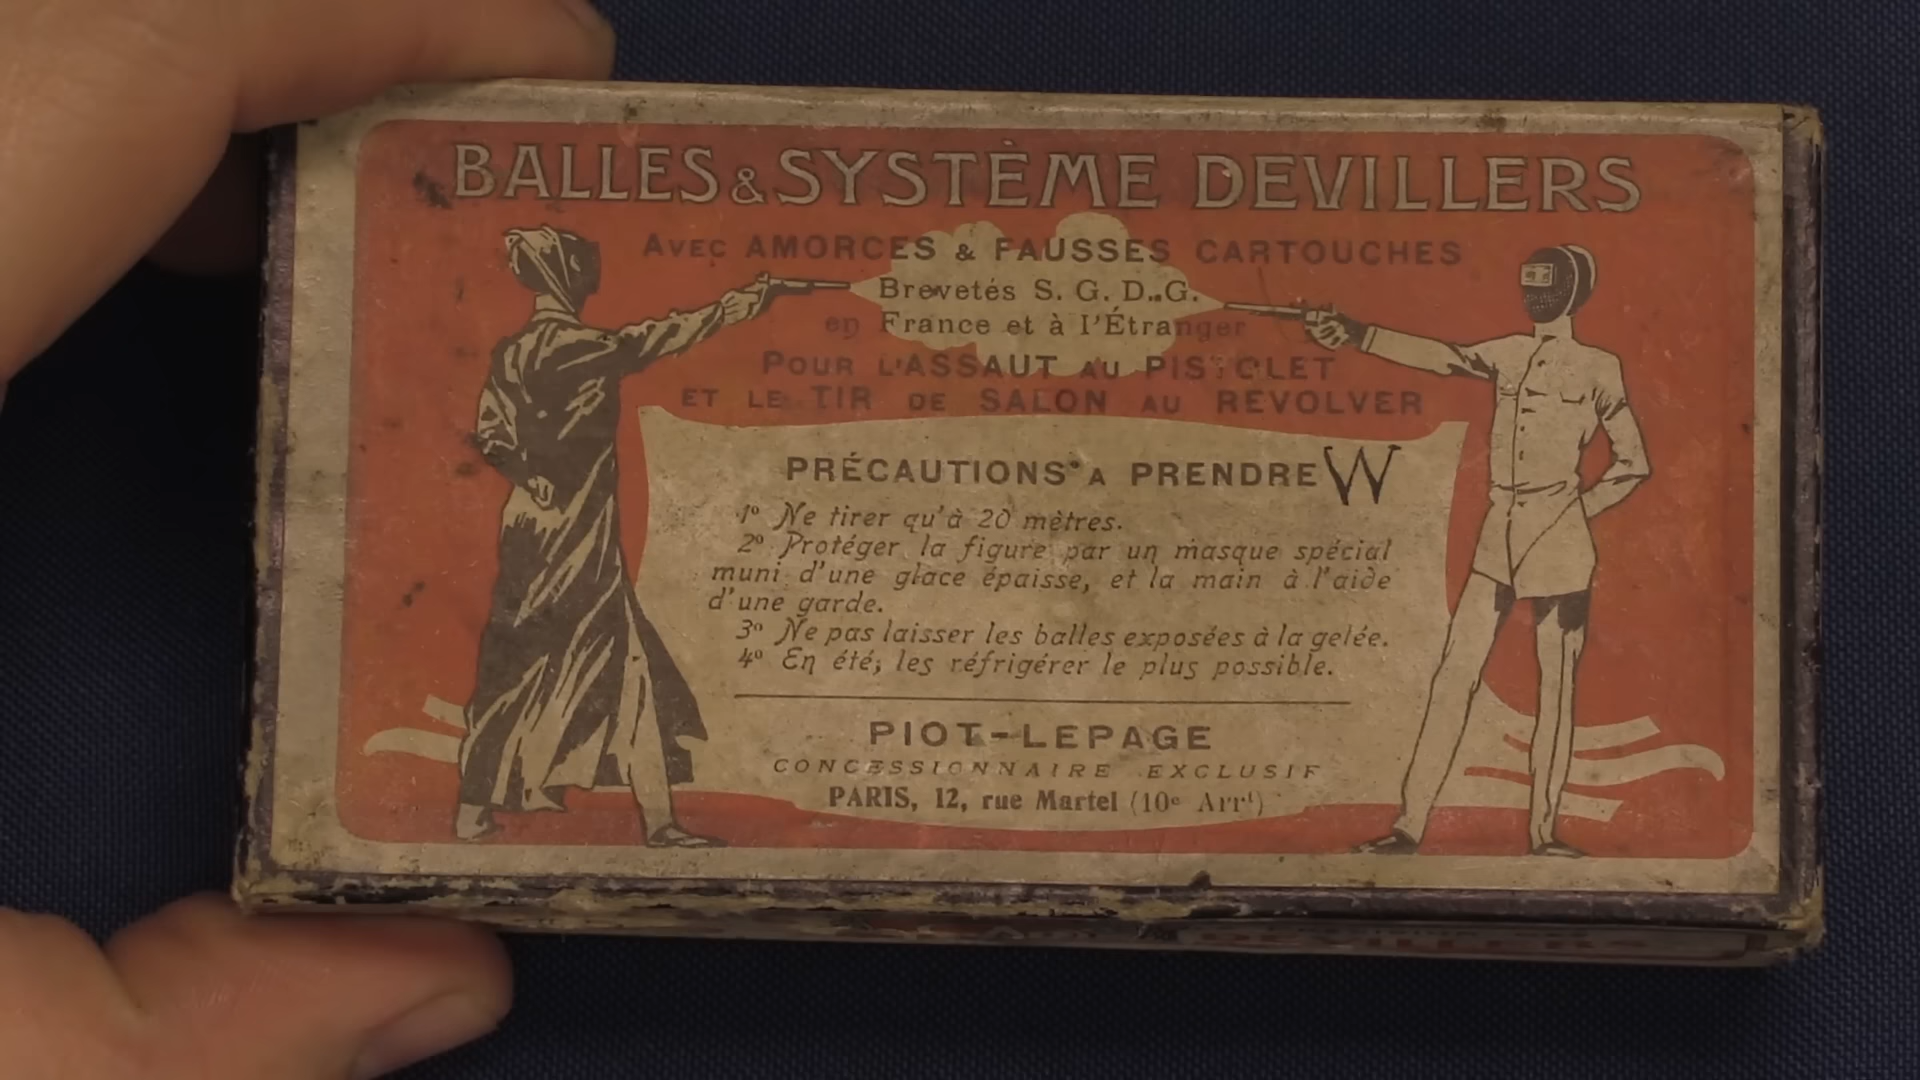 BALLES & SYSTÈME DEVILLERS
AVEC AMORCES & FAUSSES CARTOUCHES
Brevetés S. G. D. G.
en France et à l'Étranger
POUR L'ASSAUT AU PISTOLET
ET LE TIR DE SALON AU REVOLVER
PRÉCAUTIONS A PRENDRE W
1º Ne tirer qu'à 20 mètres.
2º Protéger la figure par un masque spécial
muni d'une glace épaisse, et la main à l'aide
d'une garde.
3º Ne pas laisser les balles exposées à la gelée.
4º En été, les réfrigérer le plus possible.
PIOT-LEPAGE
CONCESSIONNAIRE EXCLUSIF
PARIS, 12, rue Martel (10e Arrt)
DEVILLERS